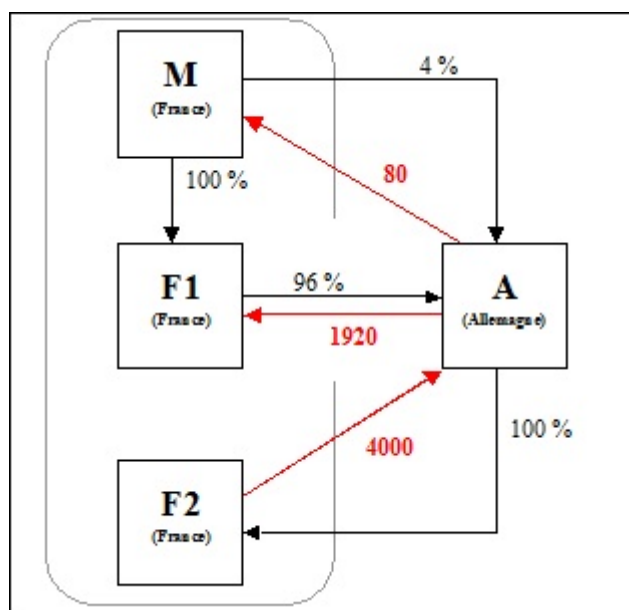 M
(France)
4 %
80
100 %
F1
(France)
96 %
A
(Allemagne)
1920
100 %
4000
F2
(France)